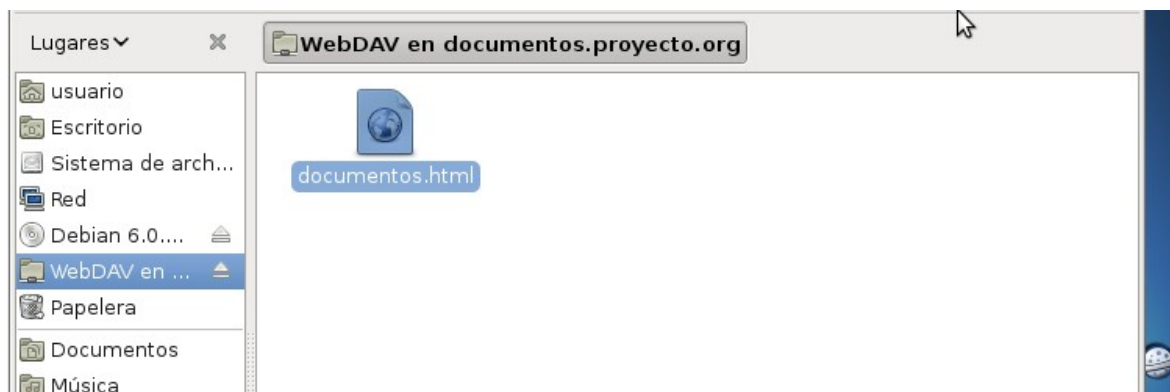 Lugares
WebDAV en documentos.proyecto.org
usuario
Escritorio
Sistema de arch...
Red
Debian 6.0....
WebDAV en ...
Papelera
Documentos
Música
documentos.html